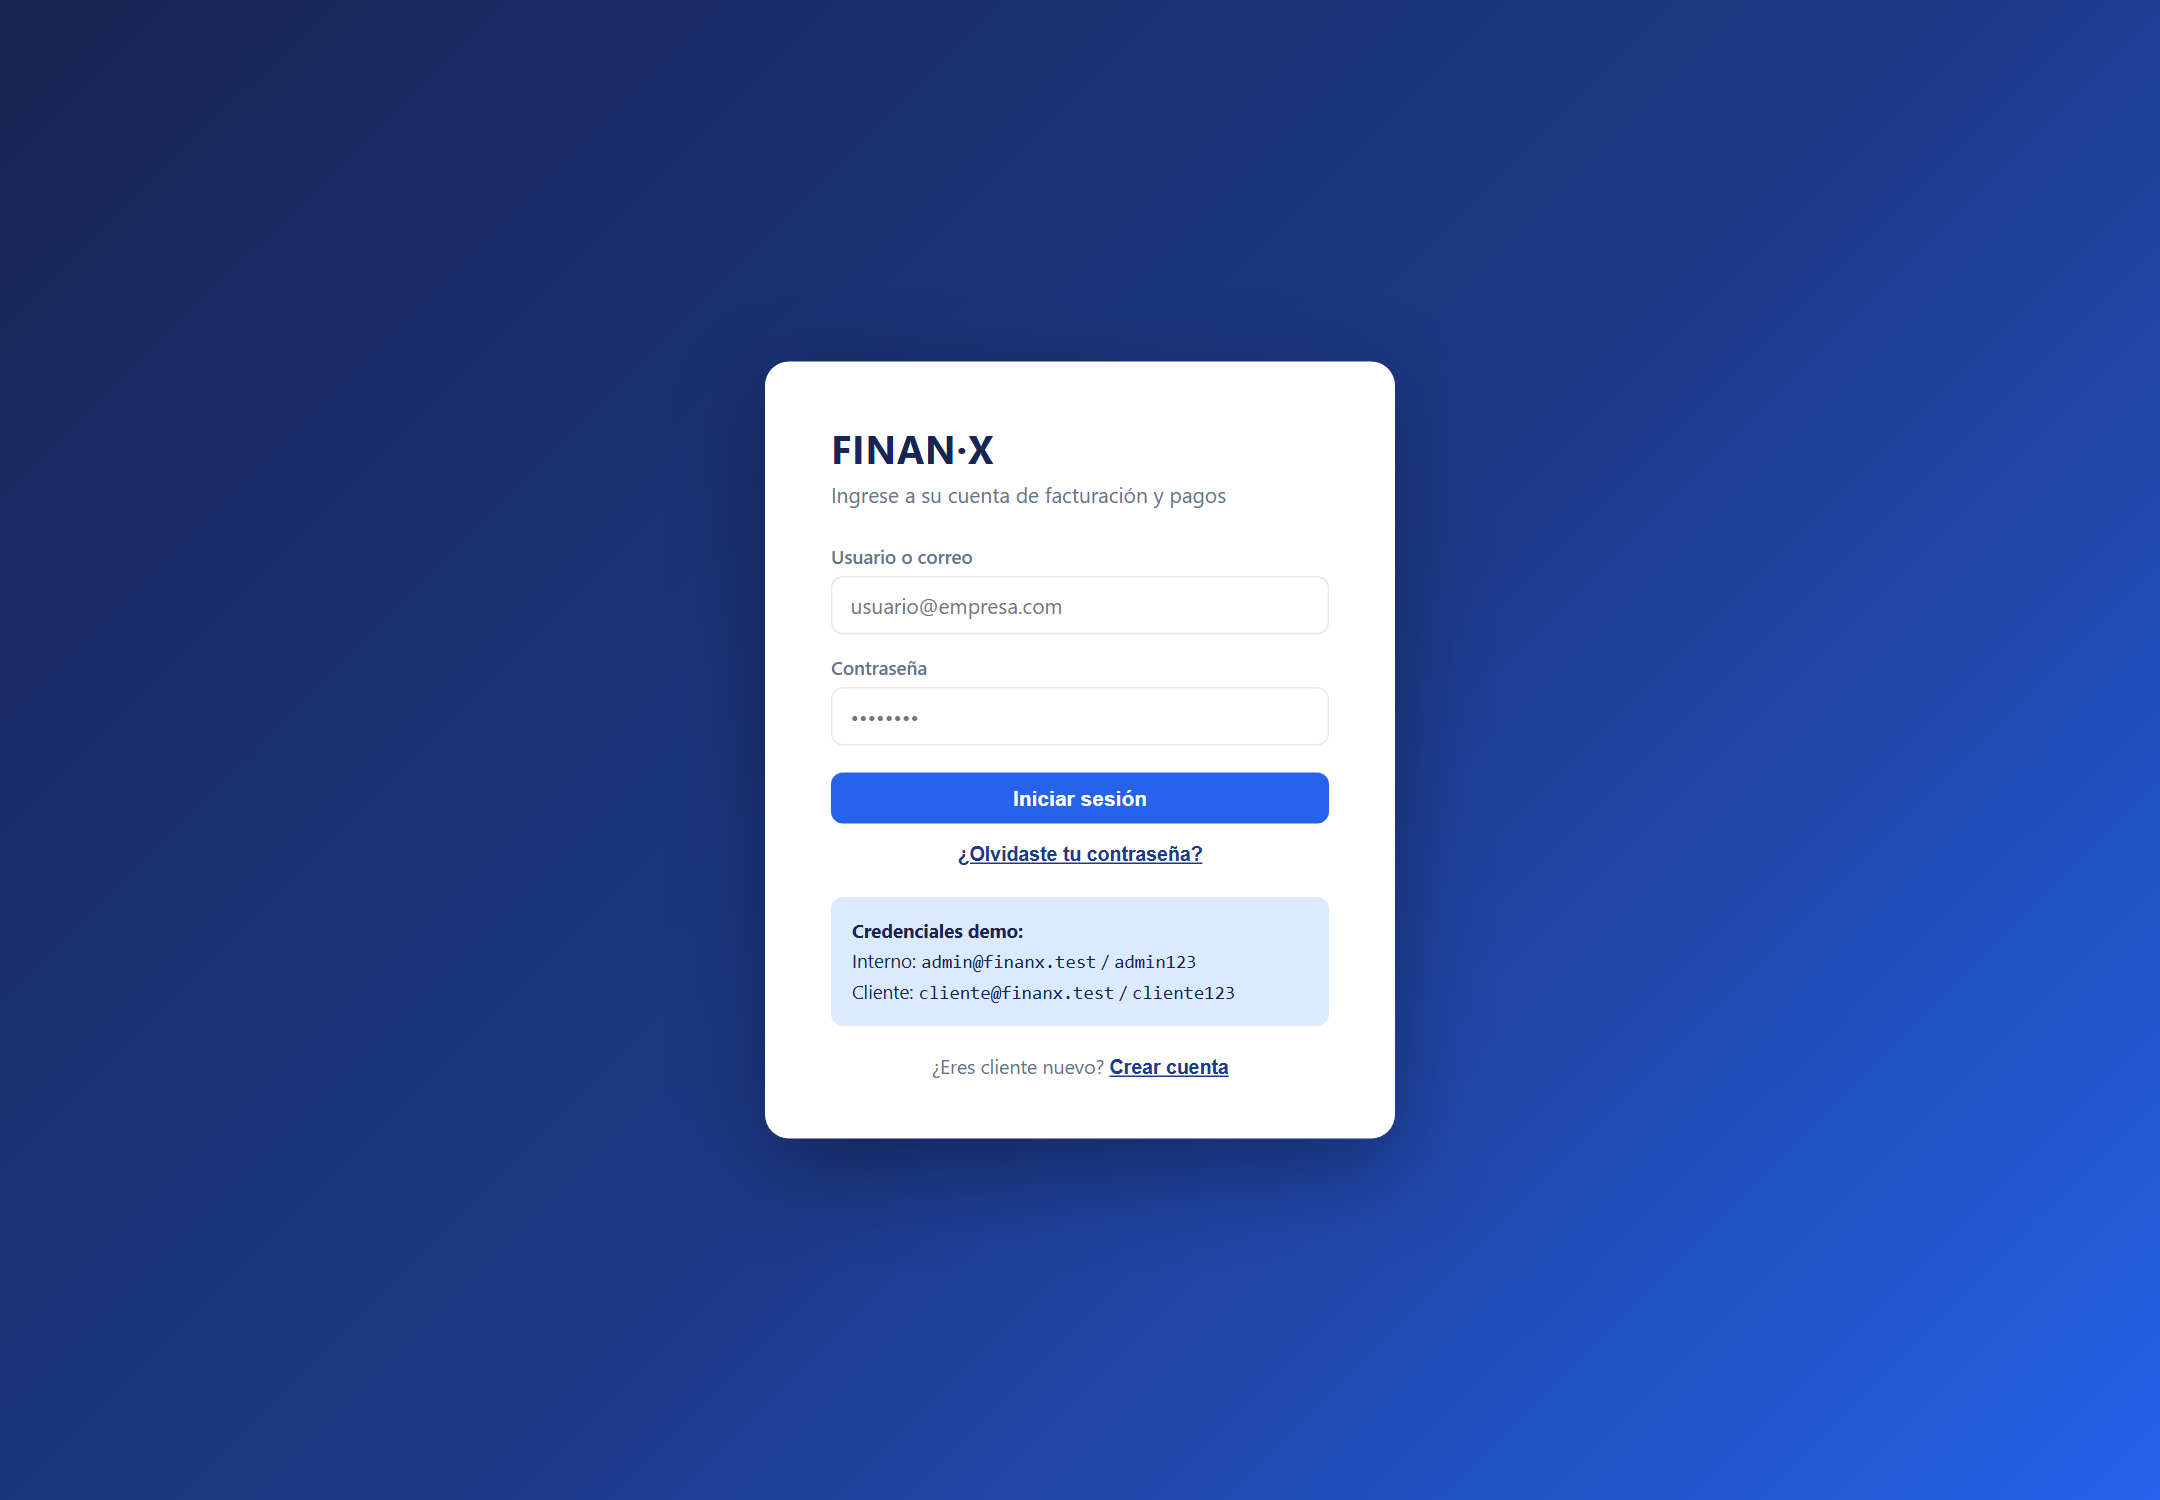 FINAN·X
Ingrese a su cuenta de facturación y pagos
Usuario o correo
usuario@empresa.com
Contraseña
••••••••
Iniciar sesión
¿Olvidaste tu contraseña?
Credenciales demo:
Interno: admin@finanx.test / admin123
Cliente: cliente@finanx.test / cliente123
¿Eres cliente nuevo? Crear cuenta